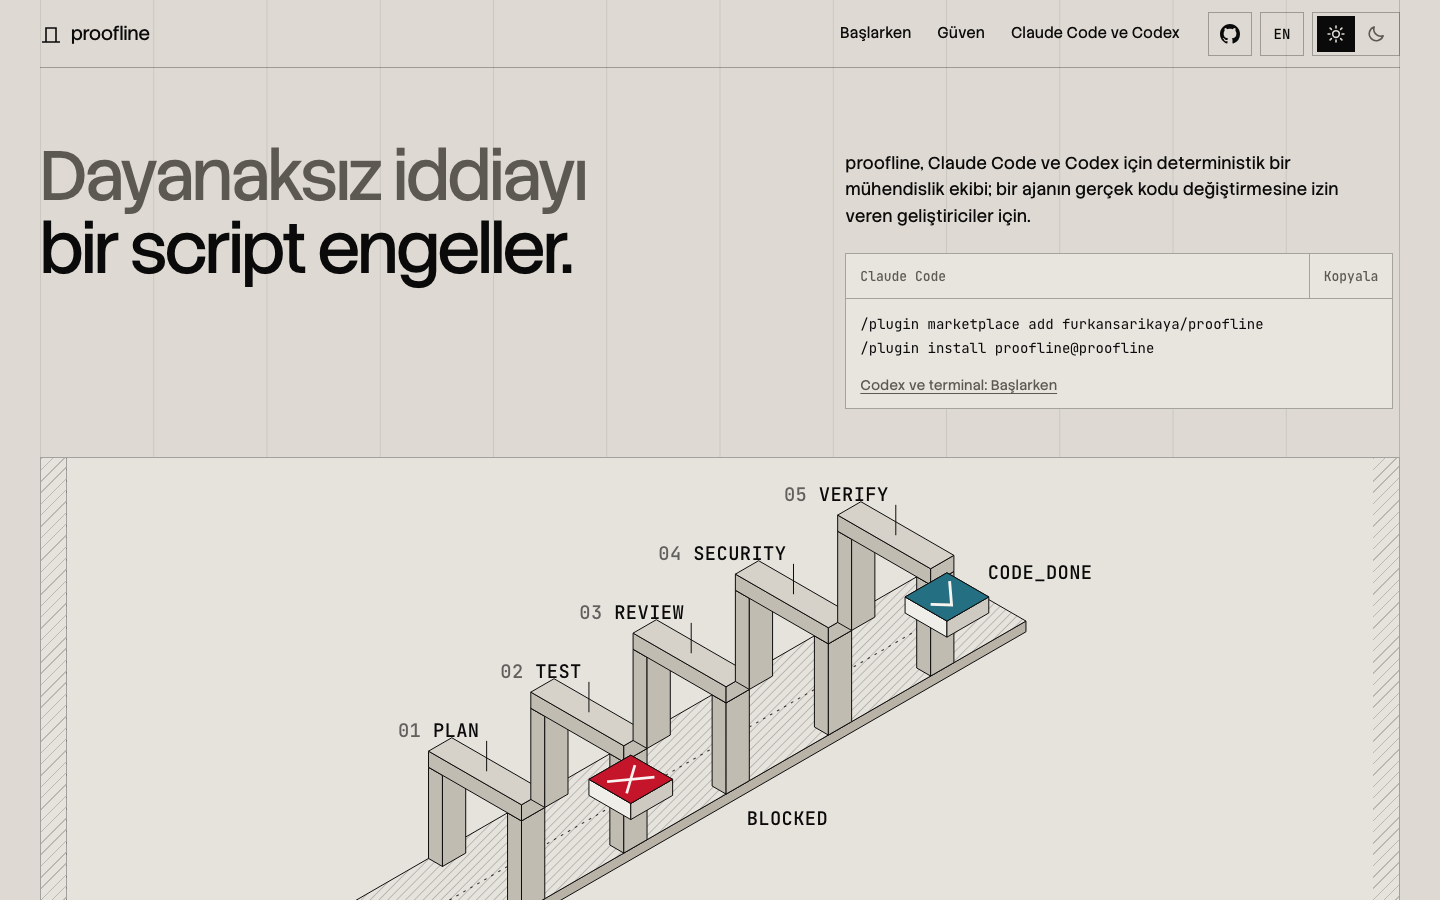 proofline
Başlarken
Güven
Claude Code ve Codex
EN
Dayanaksız iddiayı
bir script engeller.
proofline, Claude Code ve Codex için deterministik bir
mühendislik ekibi; bir ajanın gerçek kodu değiştirmesine izin
veren geliştiriciler için.
Claude Code
Kopyala
/plugin marketplace add furkansarikaya/proofline
/plugin install proofline@proofline
Codex ve terminal: Başlarken
05 VERIFY
04 SECURITY
CODE_DONE
03 REVIEW
02 TEST
01 PLAN
BLOCKED